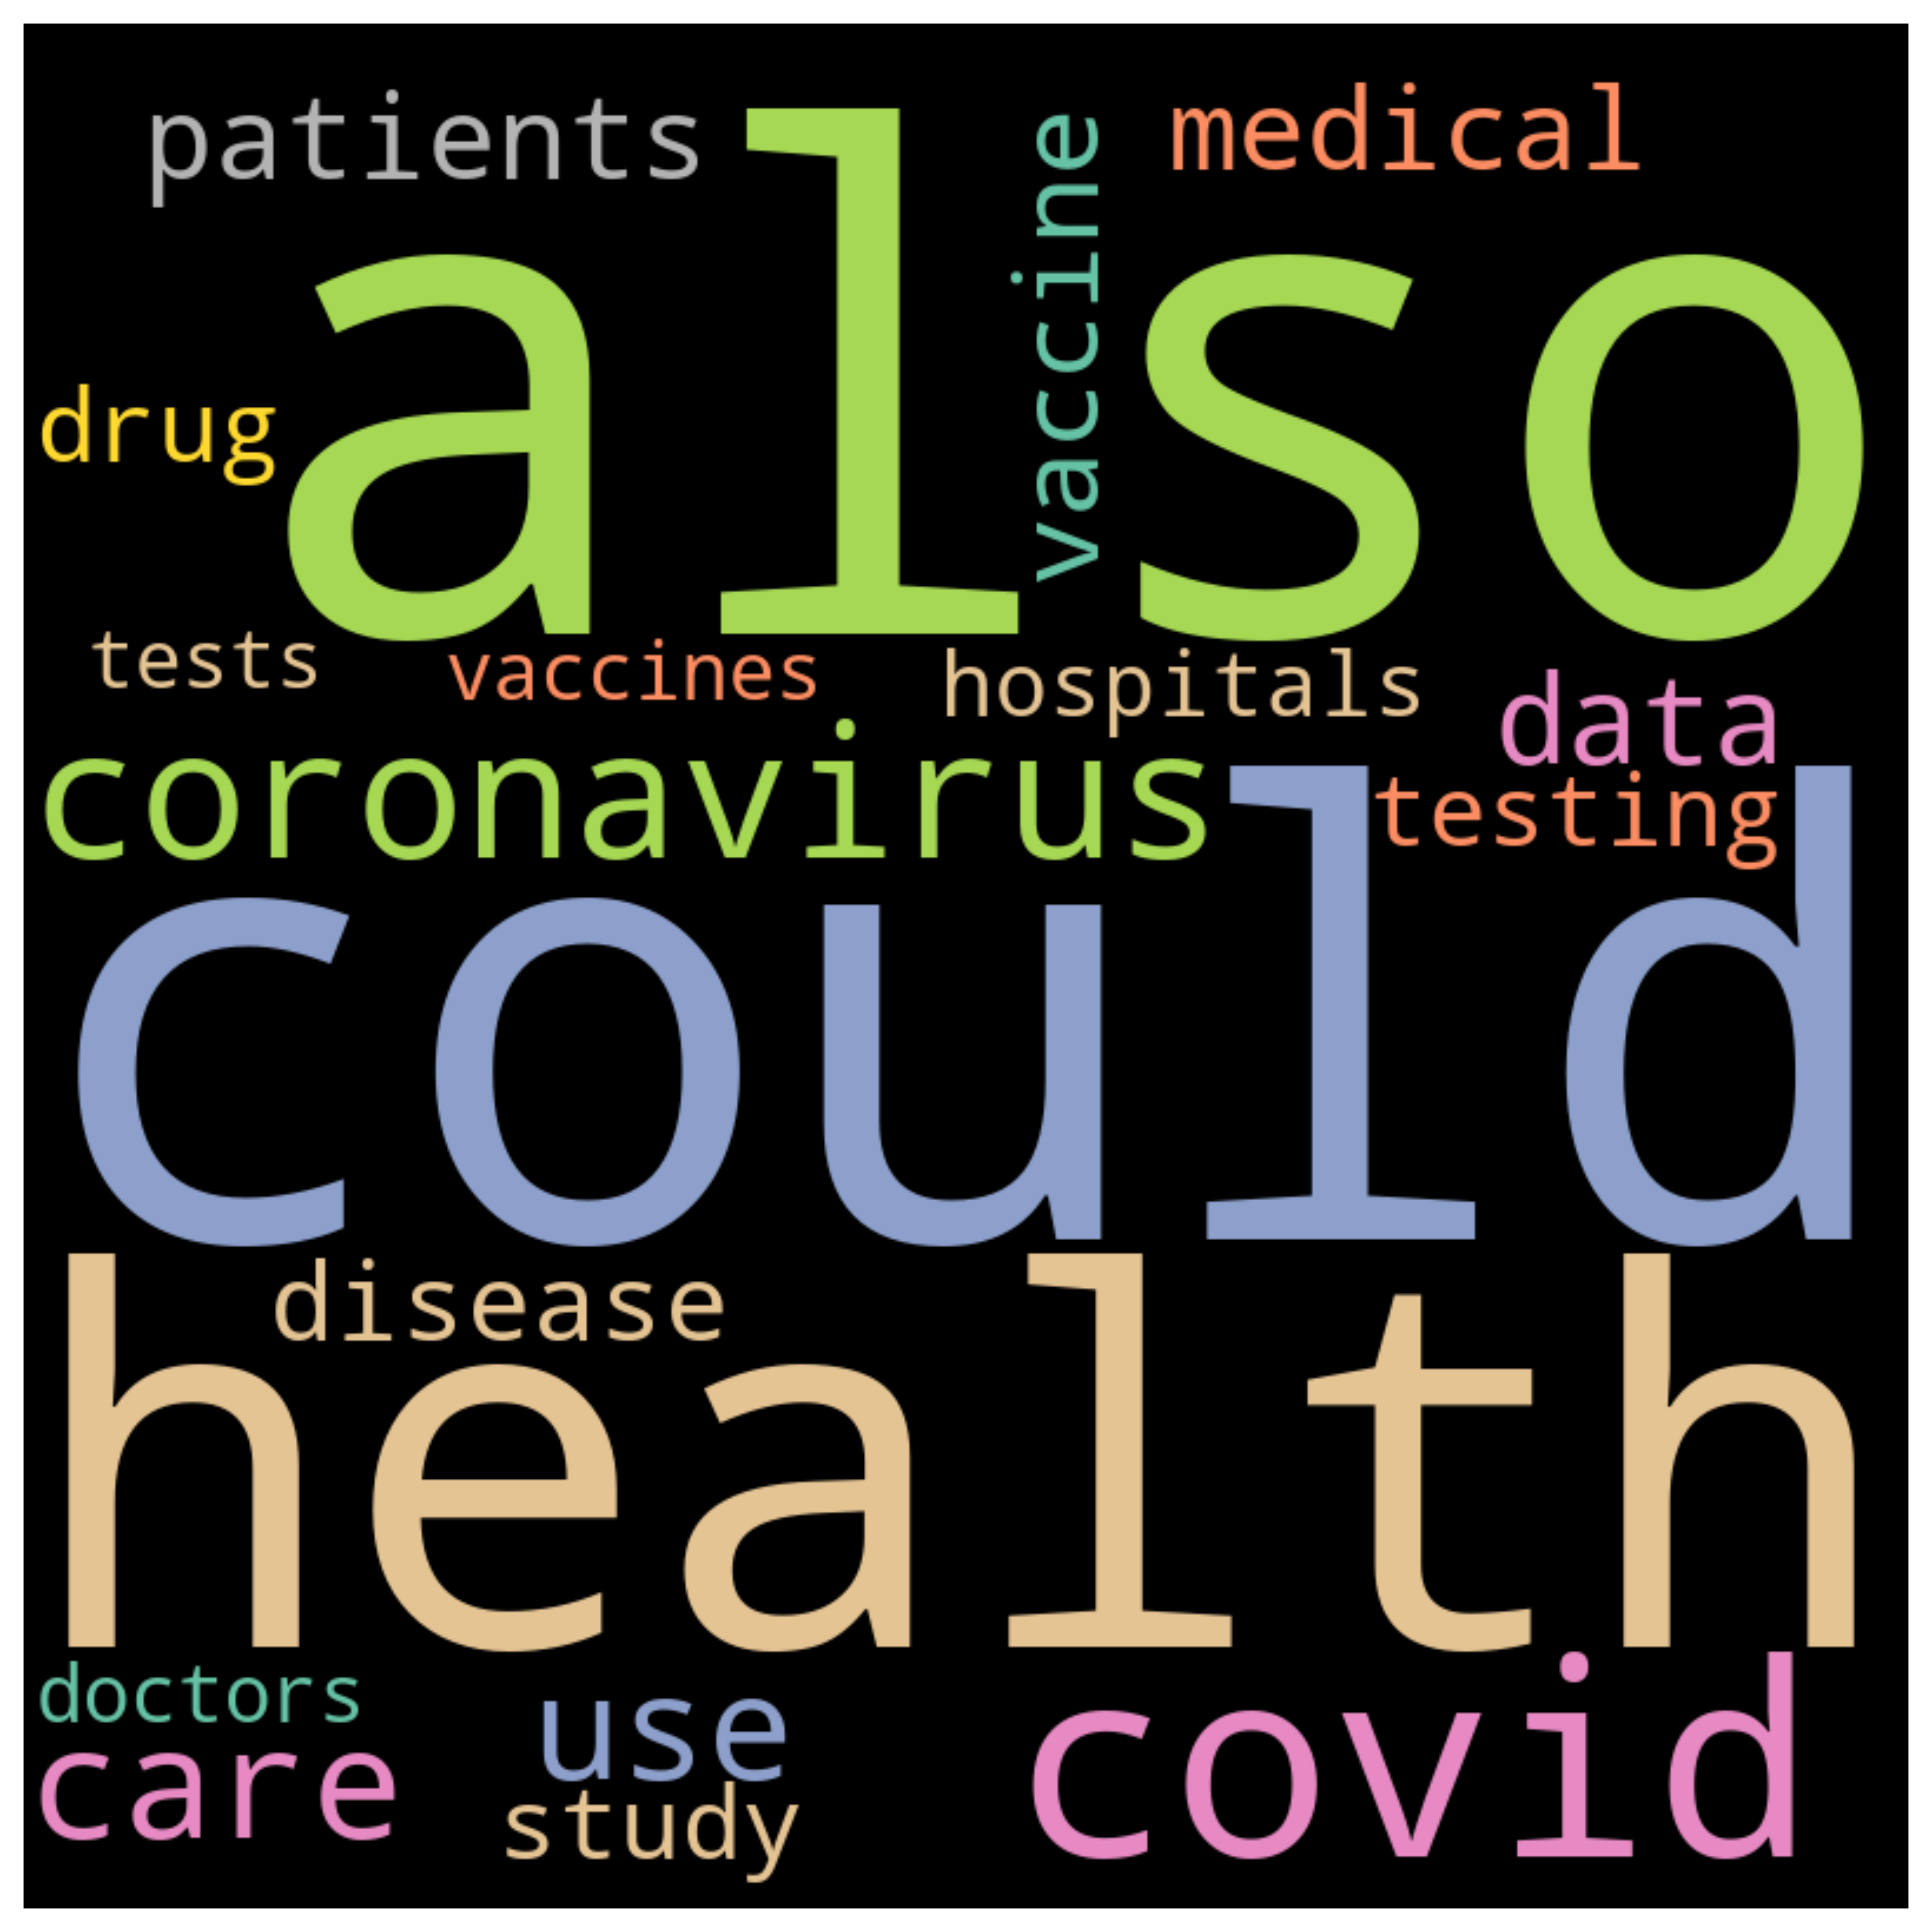 patients
medical
vaccine
also
drug
tests
vaccines
hospitals
data
coronavirus
testing
could
disease
health
doctors
use
covid
care
study